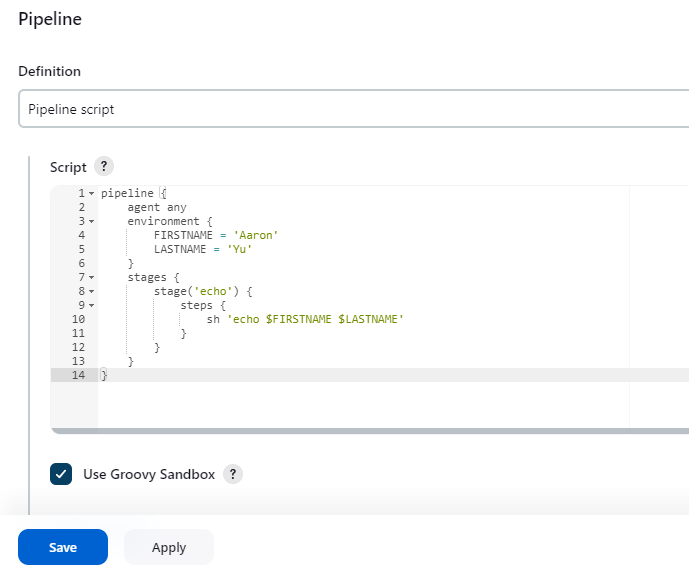 Pipeline
Definition
Pipeline script
Script ?
1 pipeline {
2     agent any
3     environment {
4         FIRSTNAME = 'Aaron'
5         LASTNAME = 'Yu'
6     }
7     stages {
8         stage('echo') {
9             steps {
10                 sh 'echo $FIRSTNAME $LASTNAME'
11             }
12         }
13     }
14 }
Use Groovy Sandbox ?
Save Apply